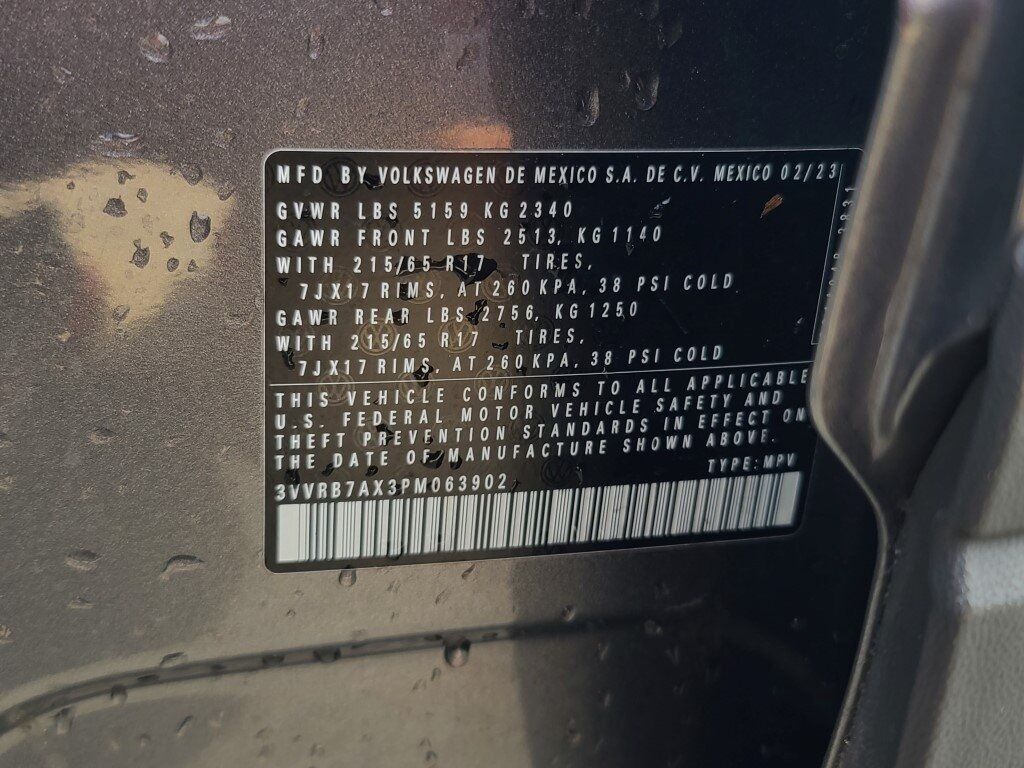 MFD BY VOLKSWAGEN DE MEXICO S.A. DE C.V. MEXICO 02/23
GVWR LBS 5159 KG 2340
GAWR FRONT LBS 2513, KG 1140
WITH 215/65 R17 TIRES,
7JX17 RIMS, AT 260 KPA, 38 PSI COLD
GAWR REAR LBS 2756, KG 1250
WITH 215/65 R17 TIRES,
7JX17 RIMS, AT 260 KPA, 38 PSI COLD
THIS VEHICLE CONFORMS TO ALL APPLICABLE
U.S. FEDERAL MOTOR VEHICLE SAFETY AND
THEFT PREVENTION STANDARDS IN EFFECT ON
THE DATE OF MANUFACTURE SHOWN ABOVE.
TYPE: MPV
3VVRB7AX3PM063902